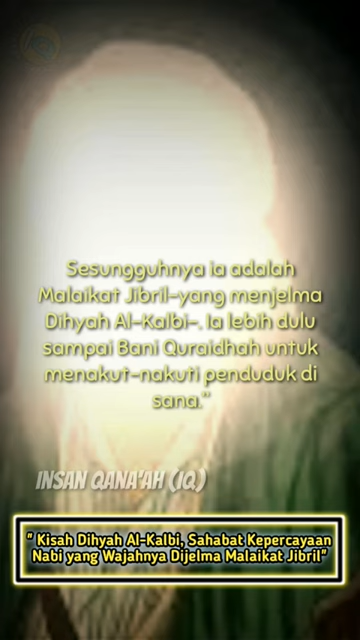 Sesungguhnya ia adalah
Malaikat Jibril-yang menjelma
Dihyah Al-Kalbi-. Ia lebih dulu
sampai Bani Quraidhah untuk
menakut-nakuti penduduk di
sana."
INSAN QANA'AH (IQ)
" Kisah Dihyah Al-Kalbi, Sahabat Kepercayaan
Nabi yang Wajahnya Dijelma Malaikat Jibril"